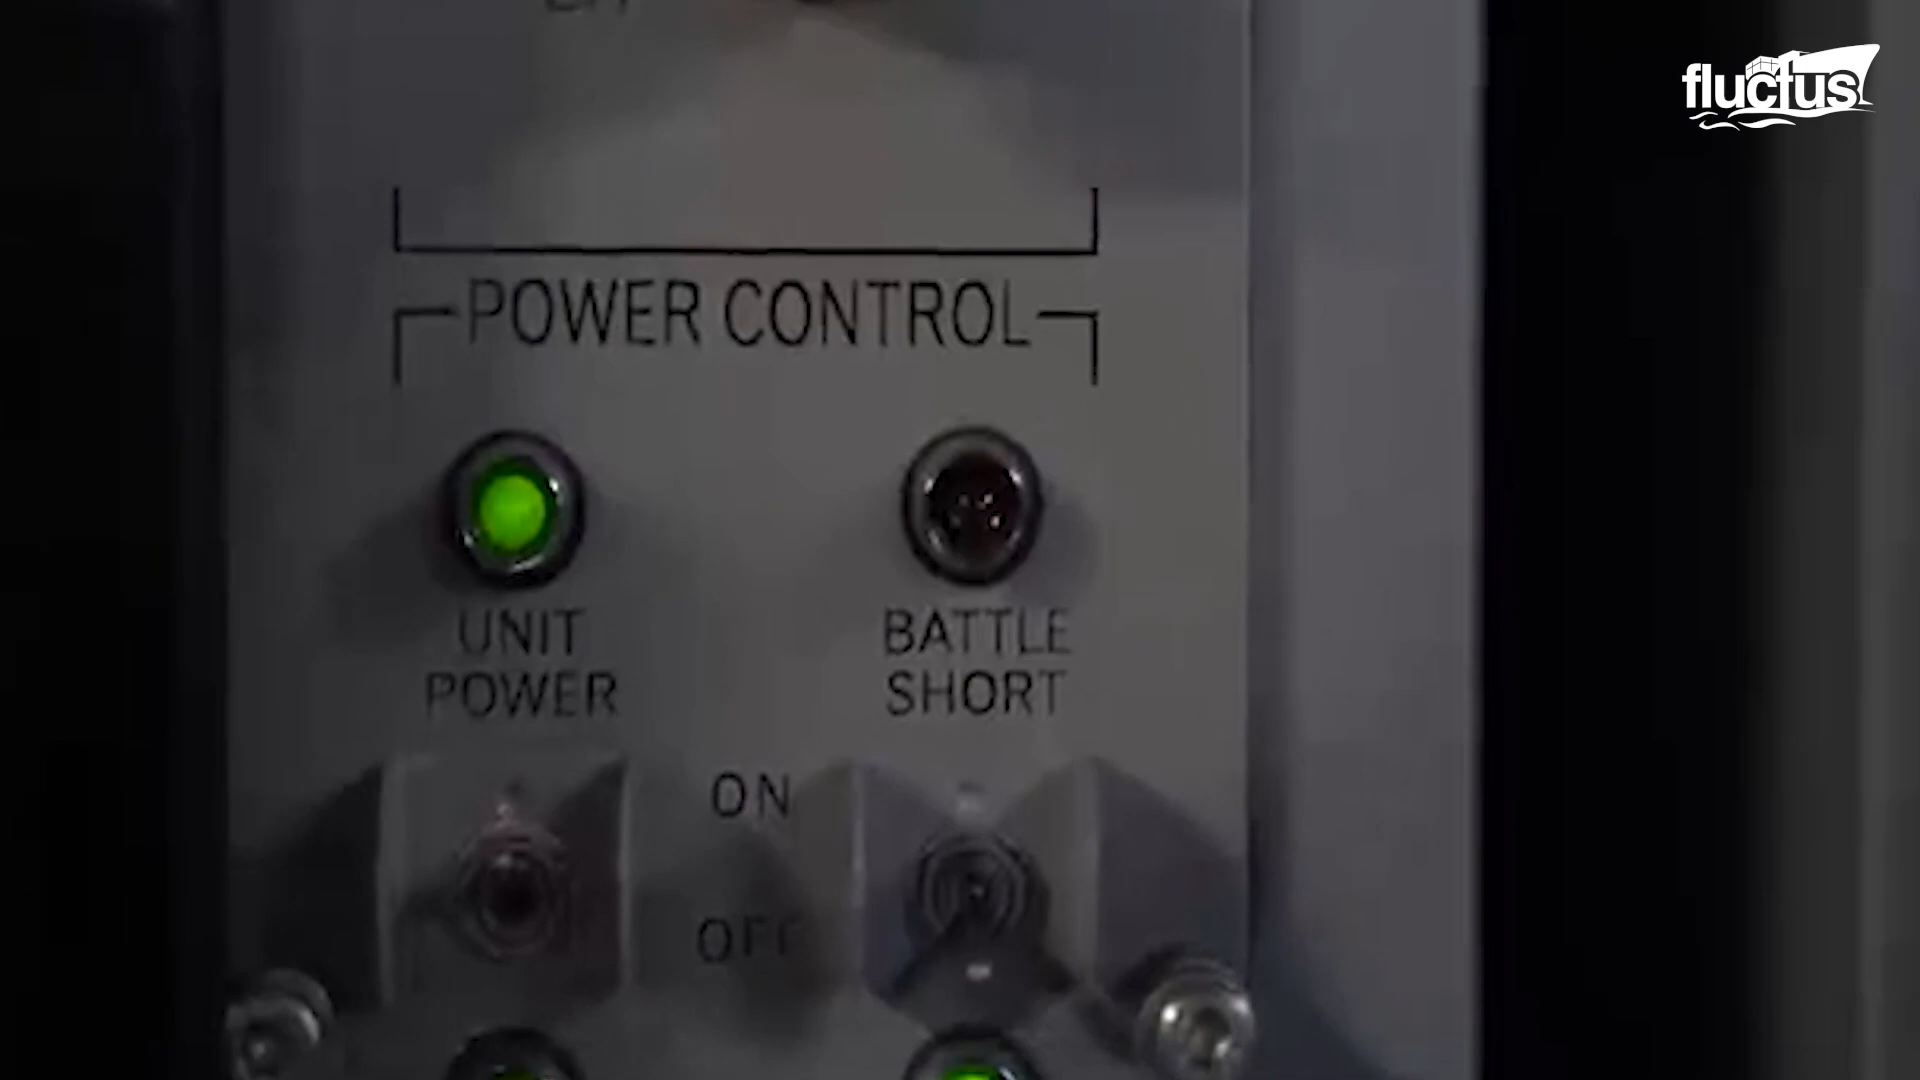 fluctus
POWER CONTROL
UNIT
POWER
BATTLE
SHORT
ON
OFF